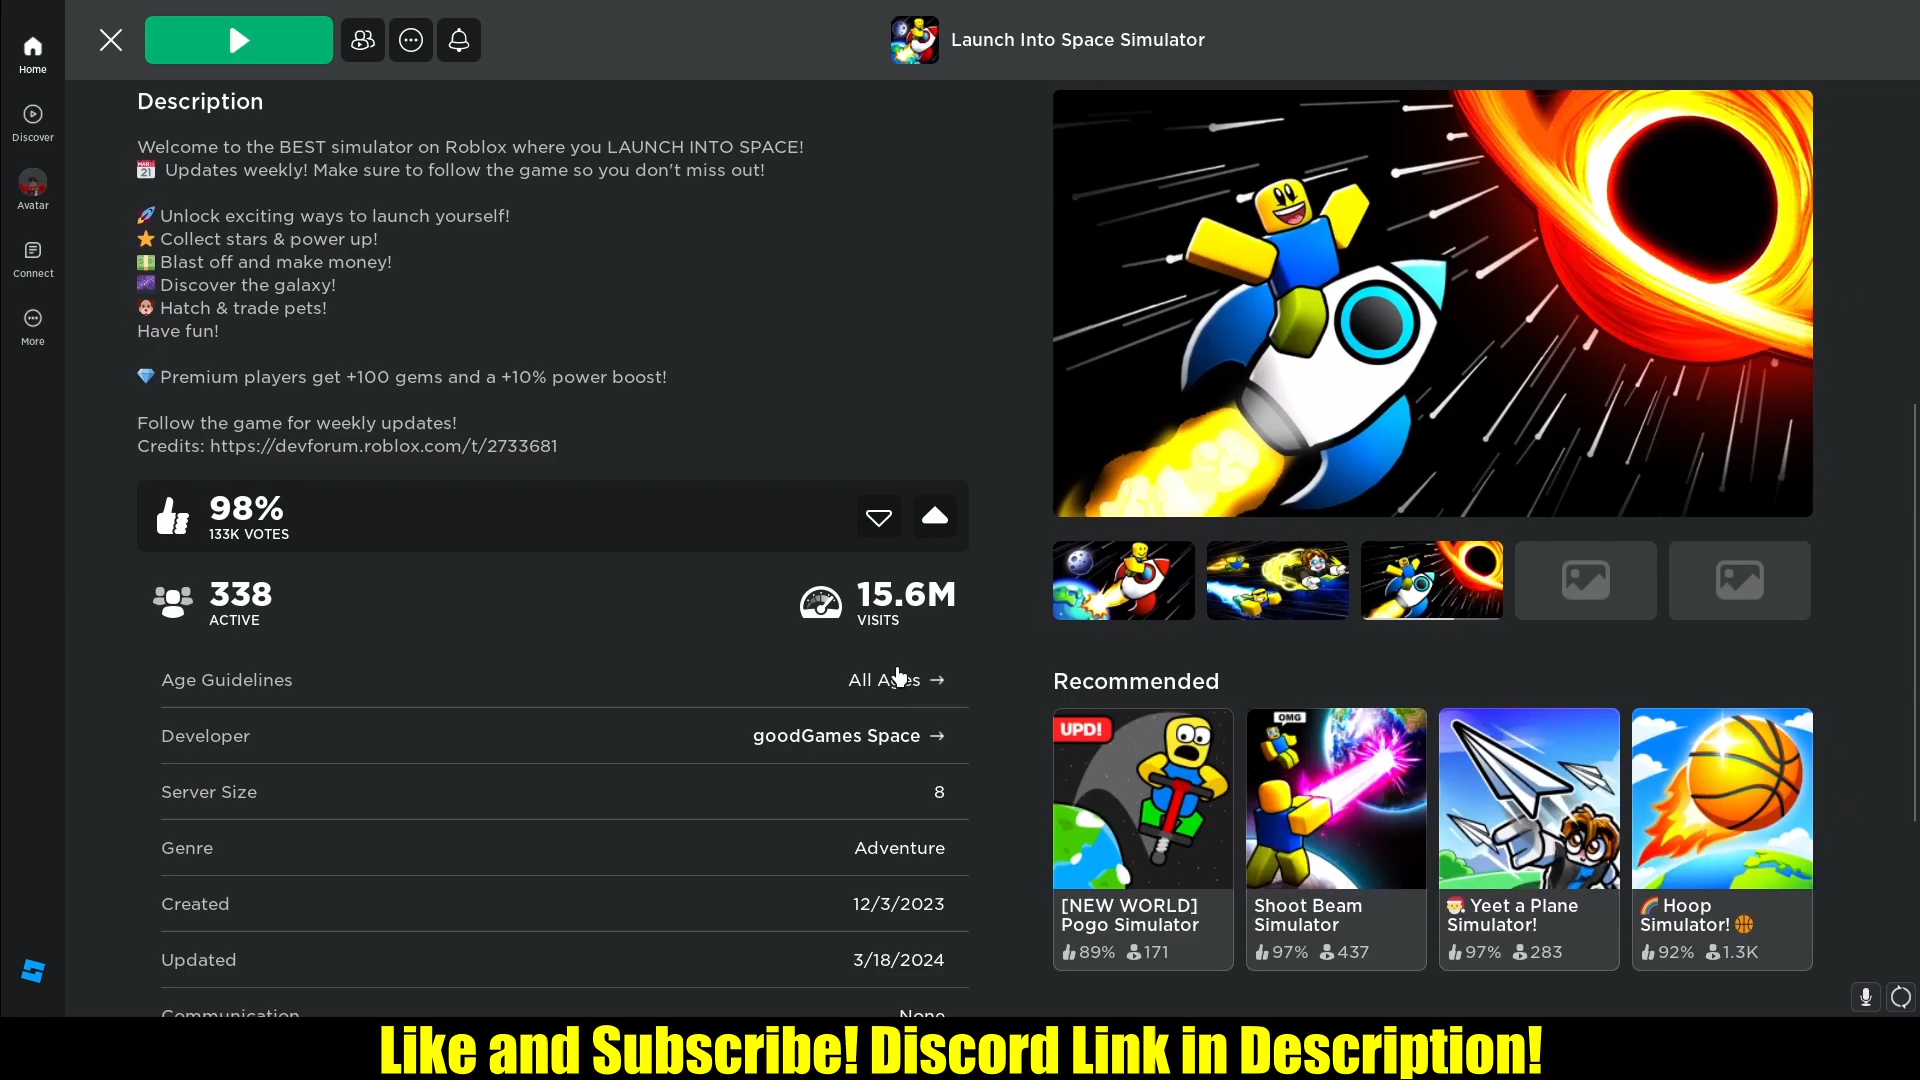 Home
Discover
Avatar
Connect
More
Launch Into Space Simulator
Description
Welcome to the BEST simulator on Roblox where you LAUNCH INTO SPACE!
📅 Updates weekly! Make sure to follow the game so you don't miss out!
🚀 Unlock exciting ways to launch yourself!
⭐ Collect stars & power up!
💵 Blast off and make money!
🌌 Discover the galaxy!
🐶 Hatch & trade pets!
Have fun!
💎 Premium players get +100 gems and a +10% power boost!
Follow the game for weekly updates!
Credits: https://devforum.roblox.com/t/2733681
98%
133K VOTES
338
ACTIVE
15.6M
VISITS
Age Guidelines
All Ages →
Developer
goodGames Space →
Server Size
8
Genre
Adventure
Created
12/3/2023
Updated
3/18/2024
Communication
None
Recommended
UPD!
[NEW WORLD]
Pogo Simulator
89% 171
OMG
Shoot Beam
Simulator
97% 437
🎅 Yeet a Plane
Simulator!
97% 283
🌈 Hoop
Simulator! 🏀
92% 1.3K
Like and Subscribe! Discord Link in Description!